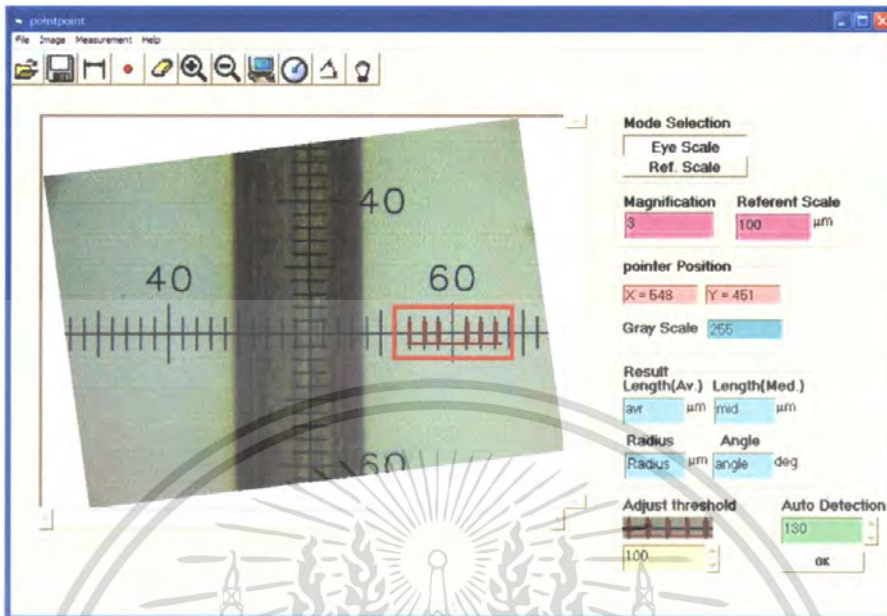 pointpoint
File Image Measurement Help
Mode Selection
Eye Scale
Ref. Scale
Magnification Referent Scale
3 100 µm
pointer Position
X = 548 Y = 451
Gray Scale 255
Result
Length(Av.) Length(Med.)
avr µm mid µm
Radius Angle
Radius µm angle deg
Adjust threshold Auto Detection
100 130
OK
40
40 60
60